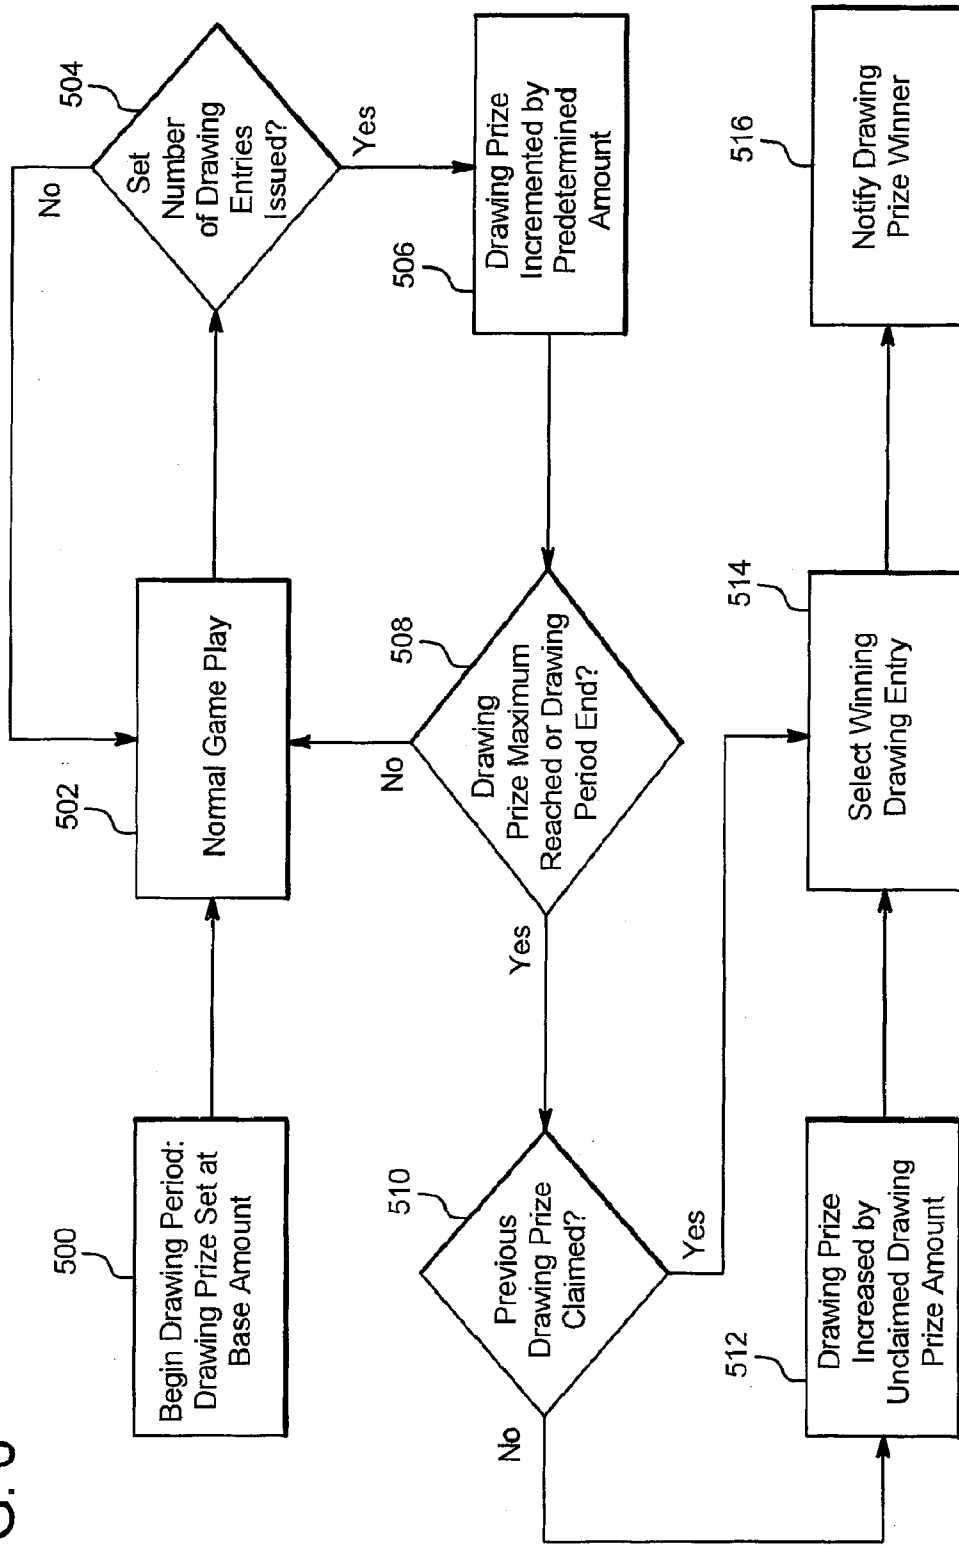 500
Begin Drawing Period:
Drawing Prize Set at
Base Amount
502
Normal Game Play
504
Set
Number
of Drawing
Entries
Issued?
No
Yes
506
Drawing Prize
Incremented by
Predetermined
Amount
508
Drawing
Prize Maximum
Reached or Drawing
Period End?
No
Yes
510
Previous
Drawing Prize
Claimed?
No
Yes
512
Drawing Prize
Increased by
Unclaimed Drawing
Prize Amount
514
Select Winning
Drawing Entry
516
Notify Drawing
Prize Winner